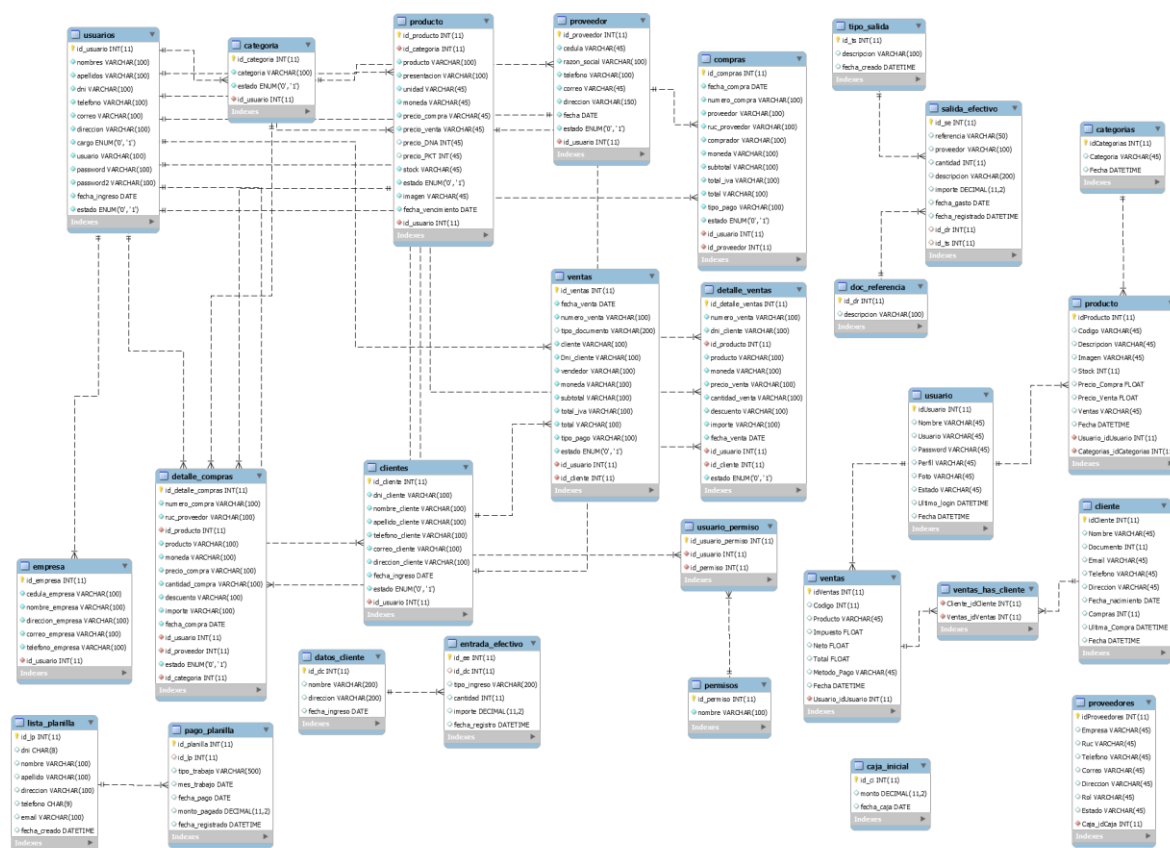 usuarios
id_usuario INT(11)
nombres VARCHAR(100)
apellidos VARCHAR(100)
dni VARCHAR(100)
telefono VARCHAR(100)
correo VARCHAR(100)
direccion VARCHAR(100)
cargo ENUM('0', '1')
usuario VARCHAR(100)
password VARCHAR(100)
password2 VARCHAR(100)
fecha_ingreso DATE
estado ENUM('0', '1')
Indexes
categoria
id_categoria INT(11)
categoria VARCHAR(100)
estado ENUM('0', '1')
id_usuario INT(11)
Indexes
producto
id_producto INT(11)
id_categoria INT(11)
producto VARCHAR(100)
presentacion VARCHAR(100)
unidad VARCHAR(45)
moneda VARCHAR(45)
precio_compra VARCHAR(45)
precio_venta VARCHAR(45)
precio_DNA INT(45)
precio_PKT INT(45)
stock VARCHAR(45)
estado ENUM('0', '1')
imagen VARCHAR(45)
fecha_vencimiento DATE
id_usuario INT(11)
Indexes
proveedor
id_proveedor INT(11)
cedula VARCHAR(45)
razon_social VARCHAR(100)
telefono VARCHAR(100)
correo VARCHAR(45)
direccion VARCHAR(150)
fecha DATE
estado ENUM('0', '1')
id_usuario INT(11)
Indexes
compras
id_compras INT(11)
fecha_compra DATE
numero_compra VARCHAR(100)
proveedor VARCHAR(100)
ruc_proveedor VARCHAR(100)
comprador VARCHAR(100)
moneda VARCHAR(100)
subtotal VARCHAR(100)
total_iva VARCHAR(100)
total VARCHAR(100)
tipo_pago VARCHAR(100)
estado ENUM('0', '1')
id_usuario INT(11)
id_proveedor INT(11)
Indexes
tipo_salida
id_ts INT(11)
descripcion VARCHAR(100)
fecha_creado DATETIME
Indexes
salida_efectivo
id_se INT(11)
referencia VARCHAR(50)
proveedor VARCHAR(100)
cantidad INT(11)
descripcion VARCHAR(200)
importe DECIMAL(11,2)
fecha_gasto DATE
fecha_registrado DATETIME
id_dr INT(11)
id_ts INT(11)
Indexes
categorias
idCategorias INT(11)
Categoria VARCHAR(45)
Fecha DATETIME
Indexes
doc_referencia
id_dr INT(11)
descripcion VARCHAR(100)
Indexes
ventas
id_ventas INT(11)
fecha_venta DATE
numero_venta VARCHAR(100)
tipo_documento VARCHAR(200)
cliente VARCHAR(100)
Dni_cliente VARCHAR(100)
vendedor VARCHAR(100)
moneda VARCHAR(100)
subtotal VARCHAR(100)
total_iva VARCHAR(100)
total VARCHAR(100)
tipo_pago VARCHAR(100)
estado ENUM('0', '1')
id_usuario INT(11)
id_cliente INT(11)
Indexes
detalle_ventas
id_detalle_ventas INT(11)
numero_venta VARCHAR(100)
dni_cliente VARCHAR(100)
id_producto INT(11)
producto VARCHAR(100)
moneda VARCHAR(100)
precio_venta VARCHAR(100)
cantidad_venta VARCHAR(100)
descuento VARCHAR(100)
importe VARCHAR(100)
fecha_venta DATE
id_usuario INT(11)
id_cliente INT(11)
estado ENUM('0', '1')
Indexes
producto
idProducto INT(11)
Codigo VARCHAR(45)
Descripcion VARCHAR(45)
Imagen VARCHAR(45)
Stock INT(11)
Precio_Compra FLOAT
Precio_Venta FLOAT
Ventas VARCHAR(45)
Fecha DATETIME
Usuario_idUsuario INT(11)
Categorias_idCategorias INT(11)
Indexes
usuario
idUsuario INT(11)
Nombre VARCHAR(45)
Usuario VARCHAR(45)
Password VARCHAR(45)
Perfil VARCHAR(45)
Foto VARCHAR(45)
Estado VARCHAR(45)
Ultimo_login DATETIME
Fecha DATETIME
Indexes
detalle_compras
id_detalle_compras INT(11)
numero_compra VARCHAR(100)
ruc_proveedor VARCHAR(100)
id_producto INT(11)
producto VARCHAR(100)
moneda VARCHAR(100)
precio_compra VARCHAR(100)
cantidad_compra VARCHAR(100)
descuento VARCHAR(100)
importe VARCHAR(100)
fecha_compra DATE
id_usuario INT(11)
id_proveedor INT(11)
estado ENUM('0', '1')
id_categoria INT(11)
Indexes
clientes
id_cliente INT(11)
dni_cliente VARCHAR(100)
nombre_cliente VARCHAR(100)
apellido_cliente VARCHAR(100)
telefono_cliente VARCHAR(100)
correo_cliente VARCHAR(100)
direccion_cliente VARCHAR(100)
fecha_ingreso DATE
estado ENUM('0', '1')
id_usuario INT(11)
Indexes
usuario_permiso
id_usuario_permiso INT(11)
id_usuario INT(11)
id_permiso INT(11)
Indexes
cliente
idCliente INT(11)
Nombre VARCHAR(45)
Documento INT(11)
Email VARCHAR(45)
Telefono VARCHAR(45)
Direccion VARCHAR(45)
Fecha_nacimiento DATE
Compras INT(11)
Ultima_Compra DATETIME
Fecha DATETIME
Indexes
empresa
id_empresa INT(11)
cedula_empresa VARCHAR(100)
nombre_empresa VARCHAR(100)
direccion_empresa VARCHAR(100)
correo_empresa VARCHAR(100)
telefono_empresa VARCHAR(100)
id_usuario INT(11)
Indexes
ventas
idVentas INT(11)
Codigo INT(11)
Producto VARCHAR(45)
Impuesto FLOAT
Neto FLOAT
Total FLOAT
Metodo_Pago VARCHAR(45)
Fecha DATETIME
Usuario_idUsuario INT(11)
Indexes
ventas_has_cliente
Cliente_idCliente INT(11)
Ventas_idVentas INT(11)
Indexes
datos_cliente
id_dc INT(11)
nombre VARCHAR(200)
direccion VARCHAR(200)
fecha_ingreso DATE
Indexes
entrada_efectivo
id_ae INT(11)
id_dc INT(11)
tipo_ingreso VARCHAR(200)
cantidad INT(11)
importe DECIMAL(11,2)
fecha_registro DATETIME
Indexes
permisos
id_permiso INT(11)
nombre VARCHAR(100)
Indexes
proveedores
idProveedores INT(11)
Empresa VARCHAR(45)
Ruc VARCHAR(45)
Telefono VARCHAR(45)
Correo VARCHAR(45)
Direccion VARCHAR(45)
Rol VARCHAR(45)
Estado VARCHAR(45)
Caja_idCaja INT(11)
Indexes
lista_planilla
id_lp INT(11)
dni CHAR(8)
nombre VARCHAR(100)
apellido VARCHAR(100)
direccion VARCHAR(100)
telefono CHAR(9)
email VARCHAR(100)
fecha_creado DATETIME
Indexes
pago_planilla
id_planilla INT(11)
id_lp INT(11)
tipo_trabajo VARCHAR(500)
mes_trabajo DATE
fecha_pago DATE
monto_pagado DECIMAL(11,2)
fecha_registrado DATETIME
Indexes
caja_inicial
id_ci INT(11)
monto DECIMAL(11,2)
fecha_caja DATE
Indexes